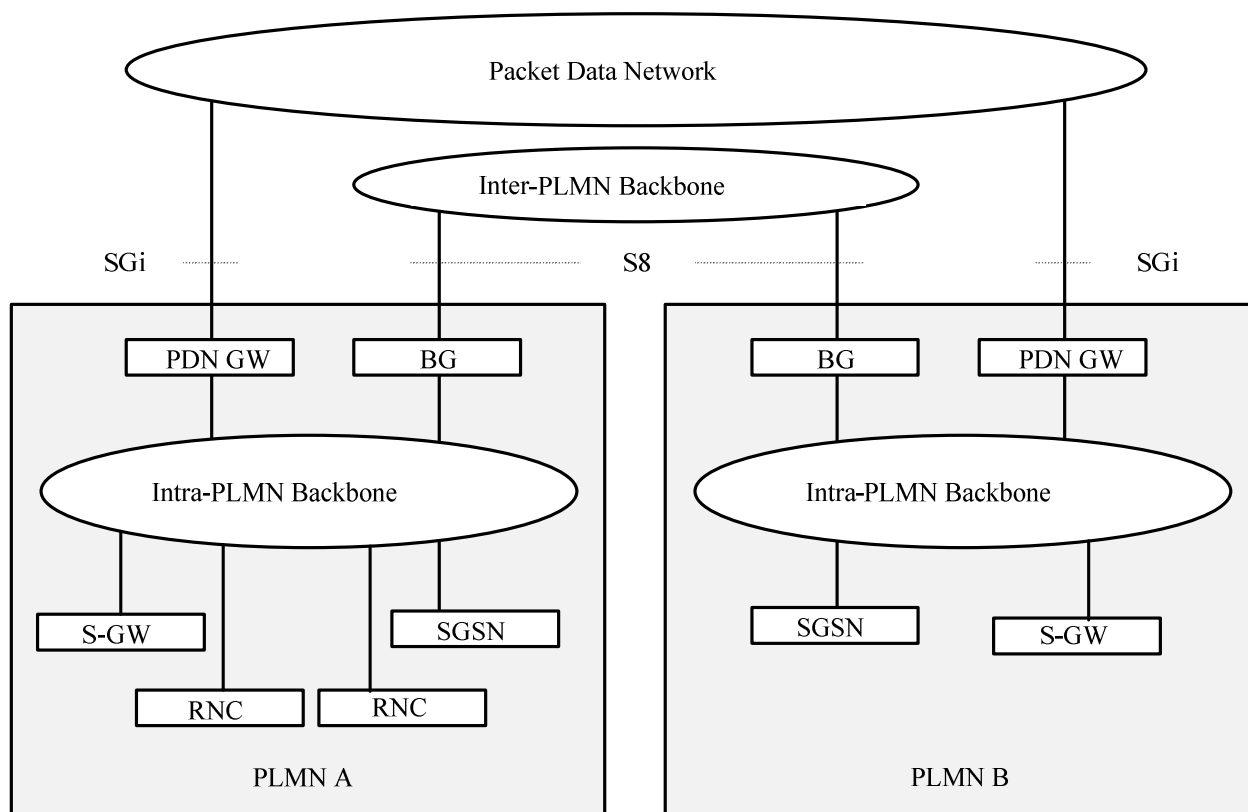 Packet Data Network
Inter-PLMN Backbone
SGi
S8
SGi
PDN GW
BG
BG
PDN GW
Intra-PLMN Backbone
Intra-PLMN Backbone
S-GW
SGSN
SGSN
S-GW
RNC
RNC
PLMN A
PLMN B